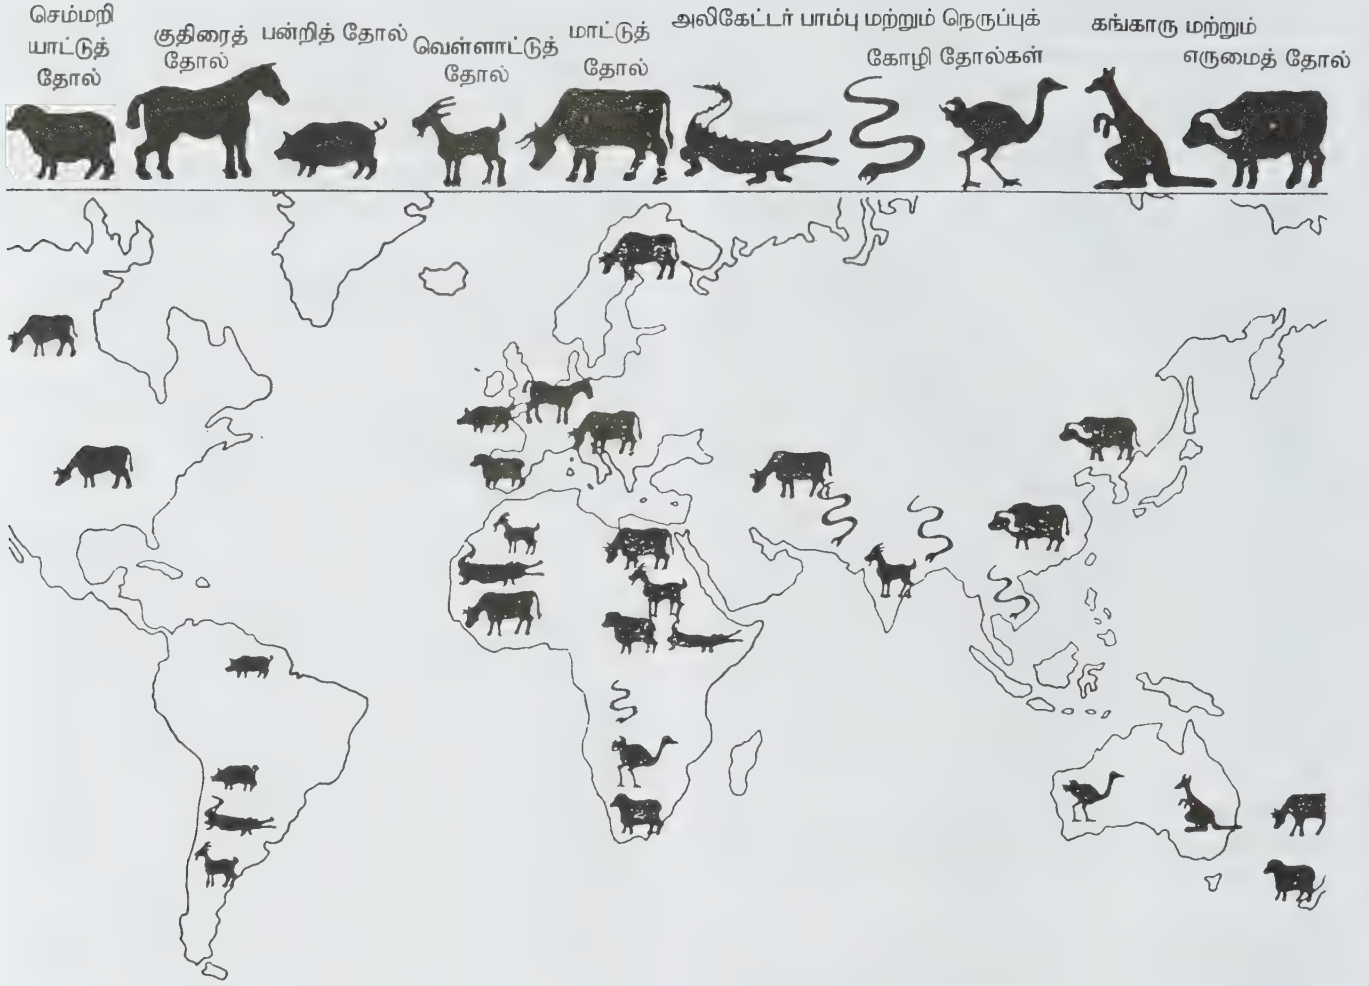 செம்மறி
யாட்டுத்
தோல்
குதிரைத்
தோல்
பன்றித் தோல்
வெள்ளாட்டுத்
தோல்
மாட்டுத்
தோல்
அலிகேட்டர் பாம்பு மற்றும் நெருப்புக்
கோழி தோல்கள்
கங்காரு மற்றும்
எருமைத் தோல்